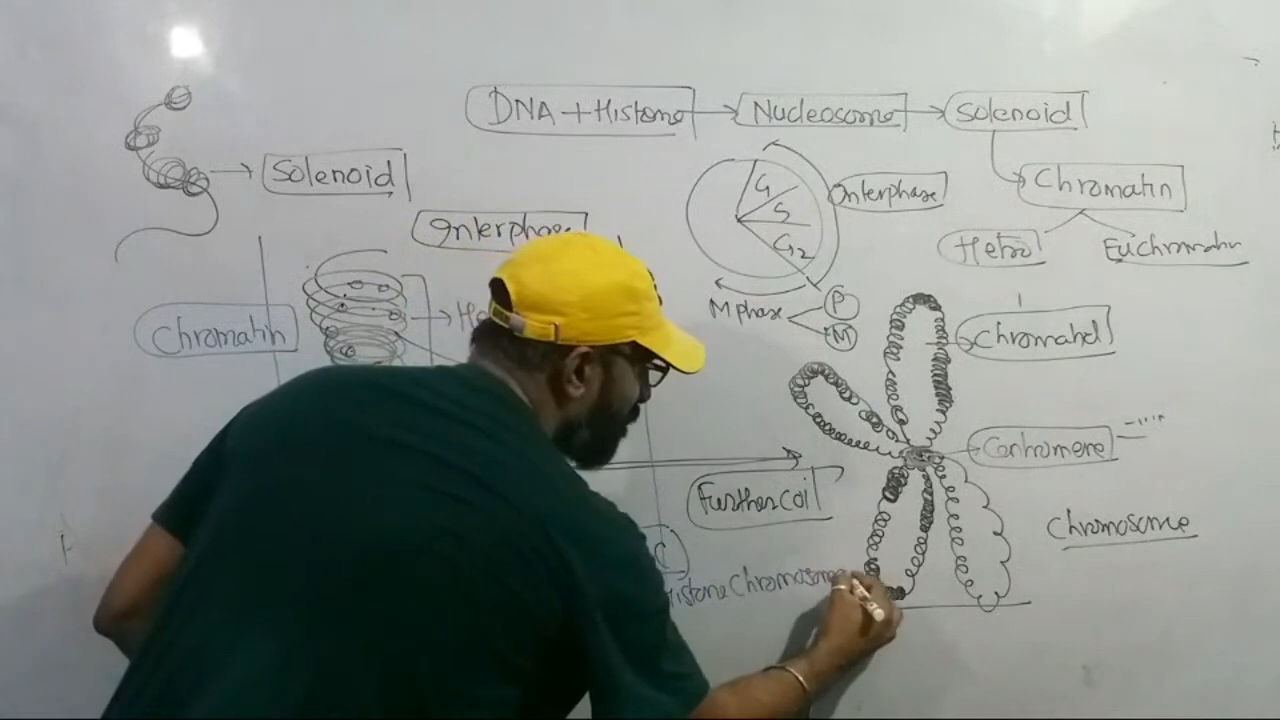 DNA + Histone → Nucleosome → Solenoid
Solenoid
Chromatin
Hetro
Euchromatin
G1
S
G2
Interphase
M phase
P
M
Interphase
Chromatin
Chromatid
Centromere
Further coil
Chromosome
C
Histone Chromosome